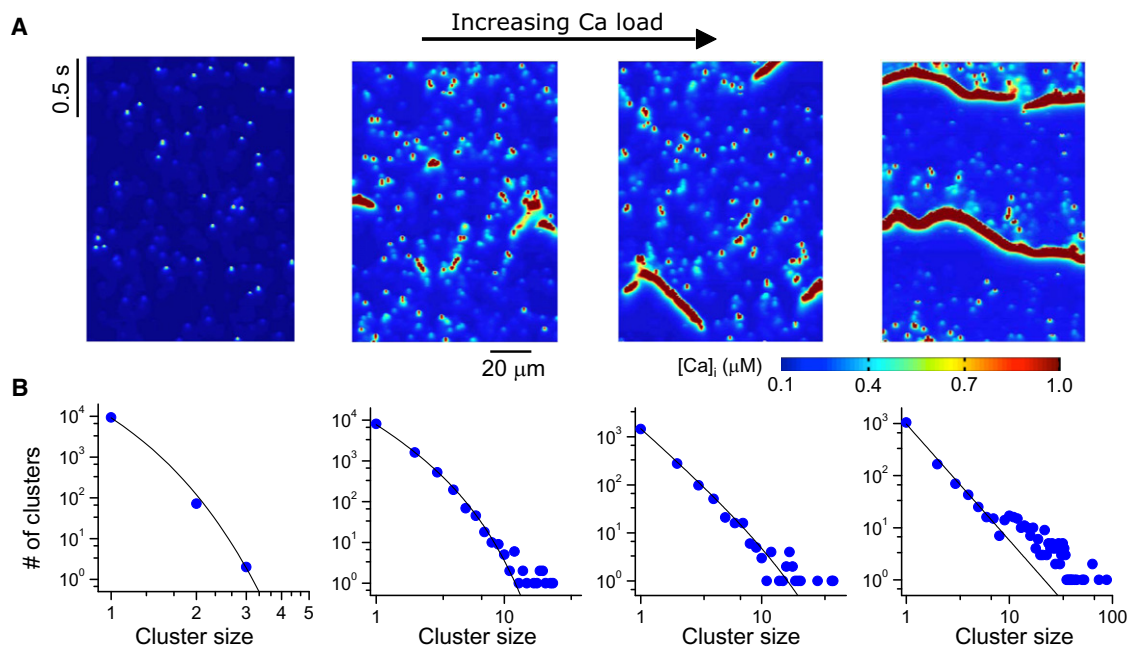 A
Increasing Ca load
0.5 s
20 μm
[Ca]i (μM)
0.1 0.4 0.7 1.0
B
# of clusters
10^4
10^3
10^2
10^1
10^0
1 2 3 4 5
Cluster size
10^4
10^3
10^2
10^1
10^0
1 10
Cluster size
10^3
10^2
10^1
10^0
1 10
Cluster size
10^3
10^2
10^1
10^0
1 10 100
Cluster size